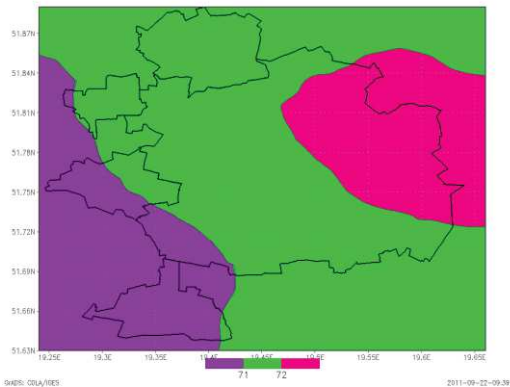 51.87N
51.84N
51.81N
51.78N
51.75N
51.72N
51.69N
51.66N
51.63N
19.25E 19.3E 19.35E 19.4E 19.45E 19.5E 19.55E 19.6E 19.65E
71 72
GrADS: COLA/IGES 2011-09-22-09:39